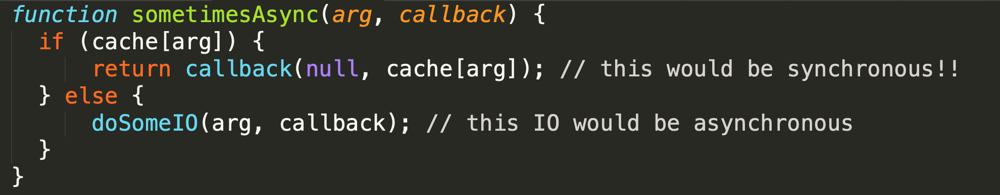 function sometimesAsync(arg, callback) {
  if (cache[arg]) {
      return callback(null, cache[arg]); // this would be synchronous!!
  } else {
      doSomeIO(arg, callback); // this IO would be asynchronous
  }
}